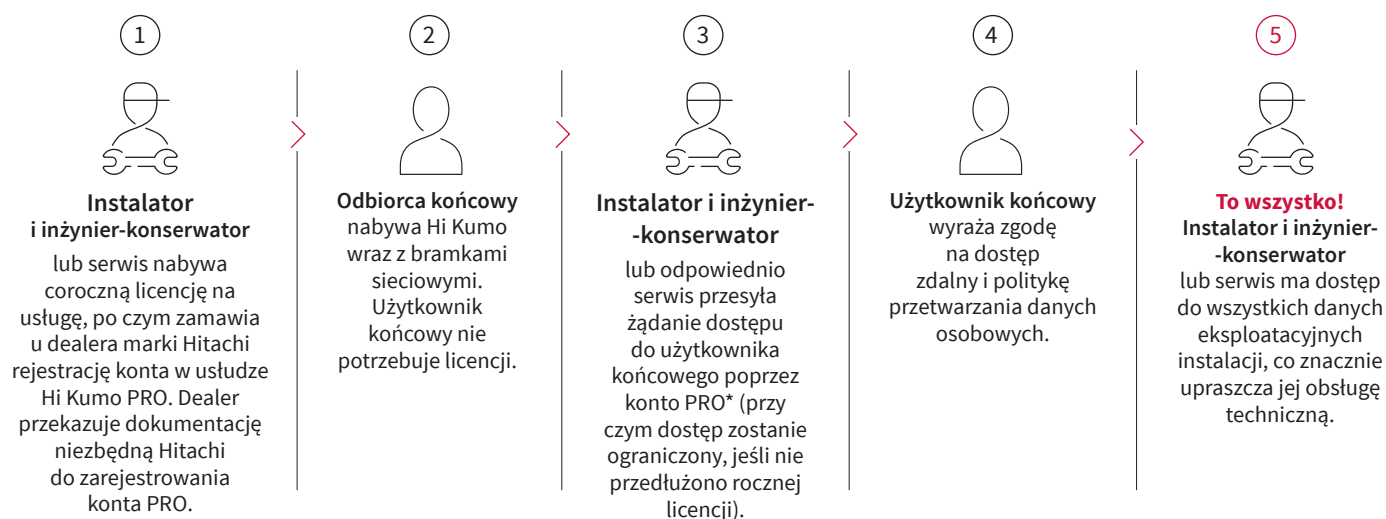 1
Instalator
i inżynier-konserwator
lub serwis nabywa
coroczną licencję na
usługę, po czym zamawia
u dealera marki Hitachi
rejestrację konta w usłudze
Hi Kumo PRO. Dealer
przekazuje dokumentację
niezbędną Hitachi
do zarejestrowania
konta PRO.
2
Odbiorca końcowy
nabywa Hi Kumo
wraz z bramkami
sieciowymi.
Użytkownik
końcowy nie
potrzebuje licencji.
3
Instalator i inżynier-
-konserwator
lub odpowiednio
serwis przesyła
żądanie dostępu
do użytkownika
końcowego poprzez
konto PRO* (przy
czym dostęp zostanie
ograniczony, jeśli nie
przedłużono rocznej
licencji).
4
Użytkownik końcowy
wyraża zgodę
na dostęp
zdalny i politykę
przetwarzania danych
osobowych.
5
To wszystko!
Instalator i inżynier-
-konserwator
lub serwis ma dostęp
do wszystkich danych
eksploatacyjnych
instalacji, co znacznie
upraszcza jej obsługę
techniczną.